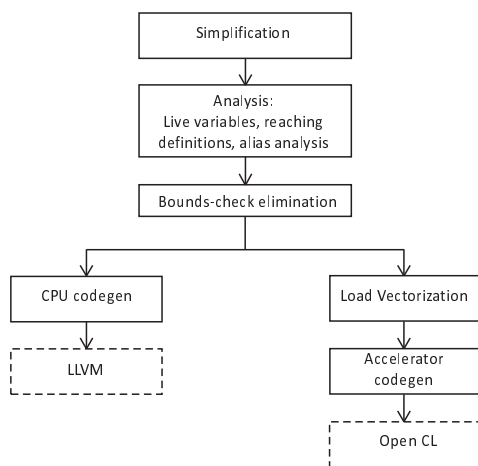 Simplification
Analysis:
Live variables, reaching
definitions, alias analysis
Bounds-check elimination
CPU codegen
Load Vectorization
LLVM
Accelerator
codegen
Open CL